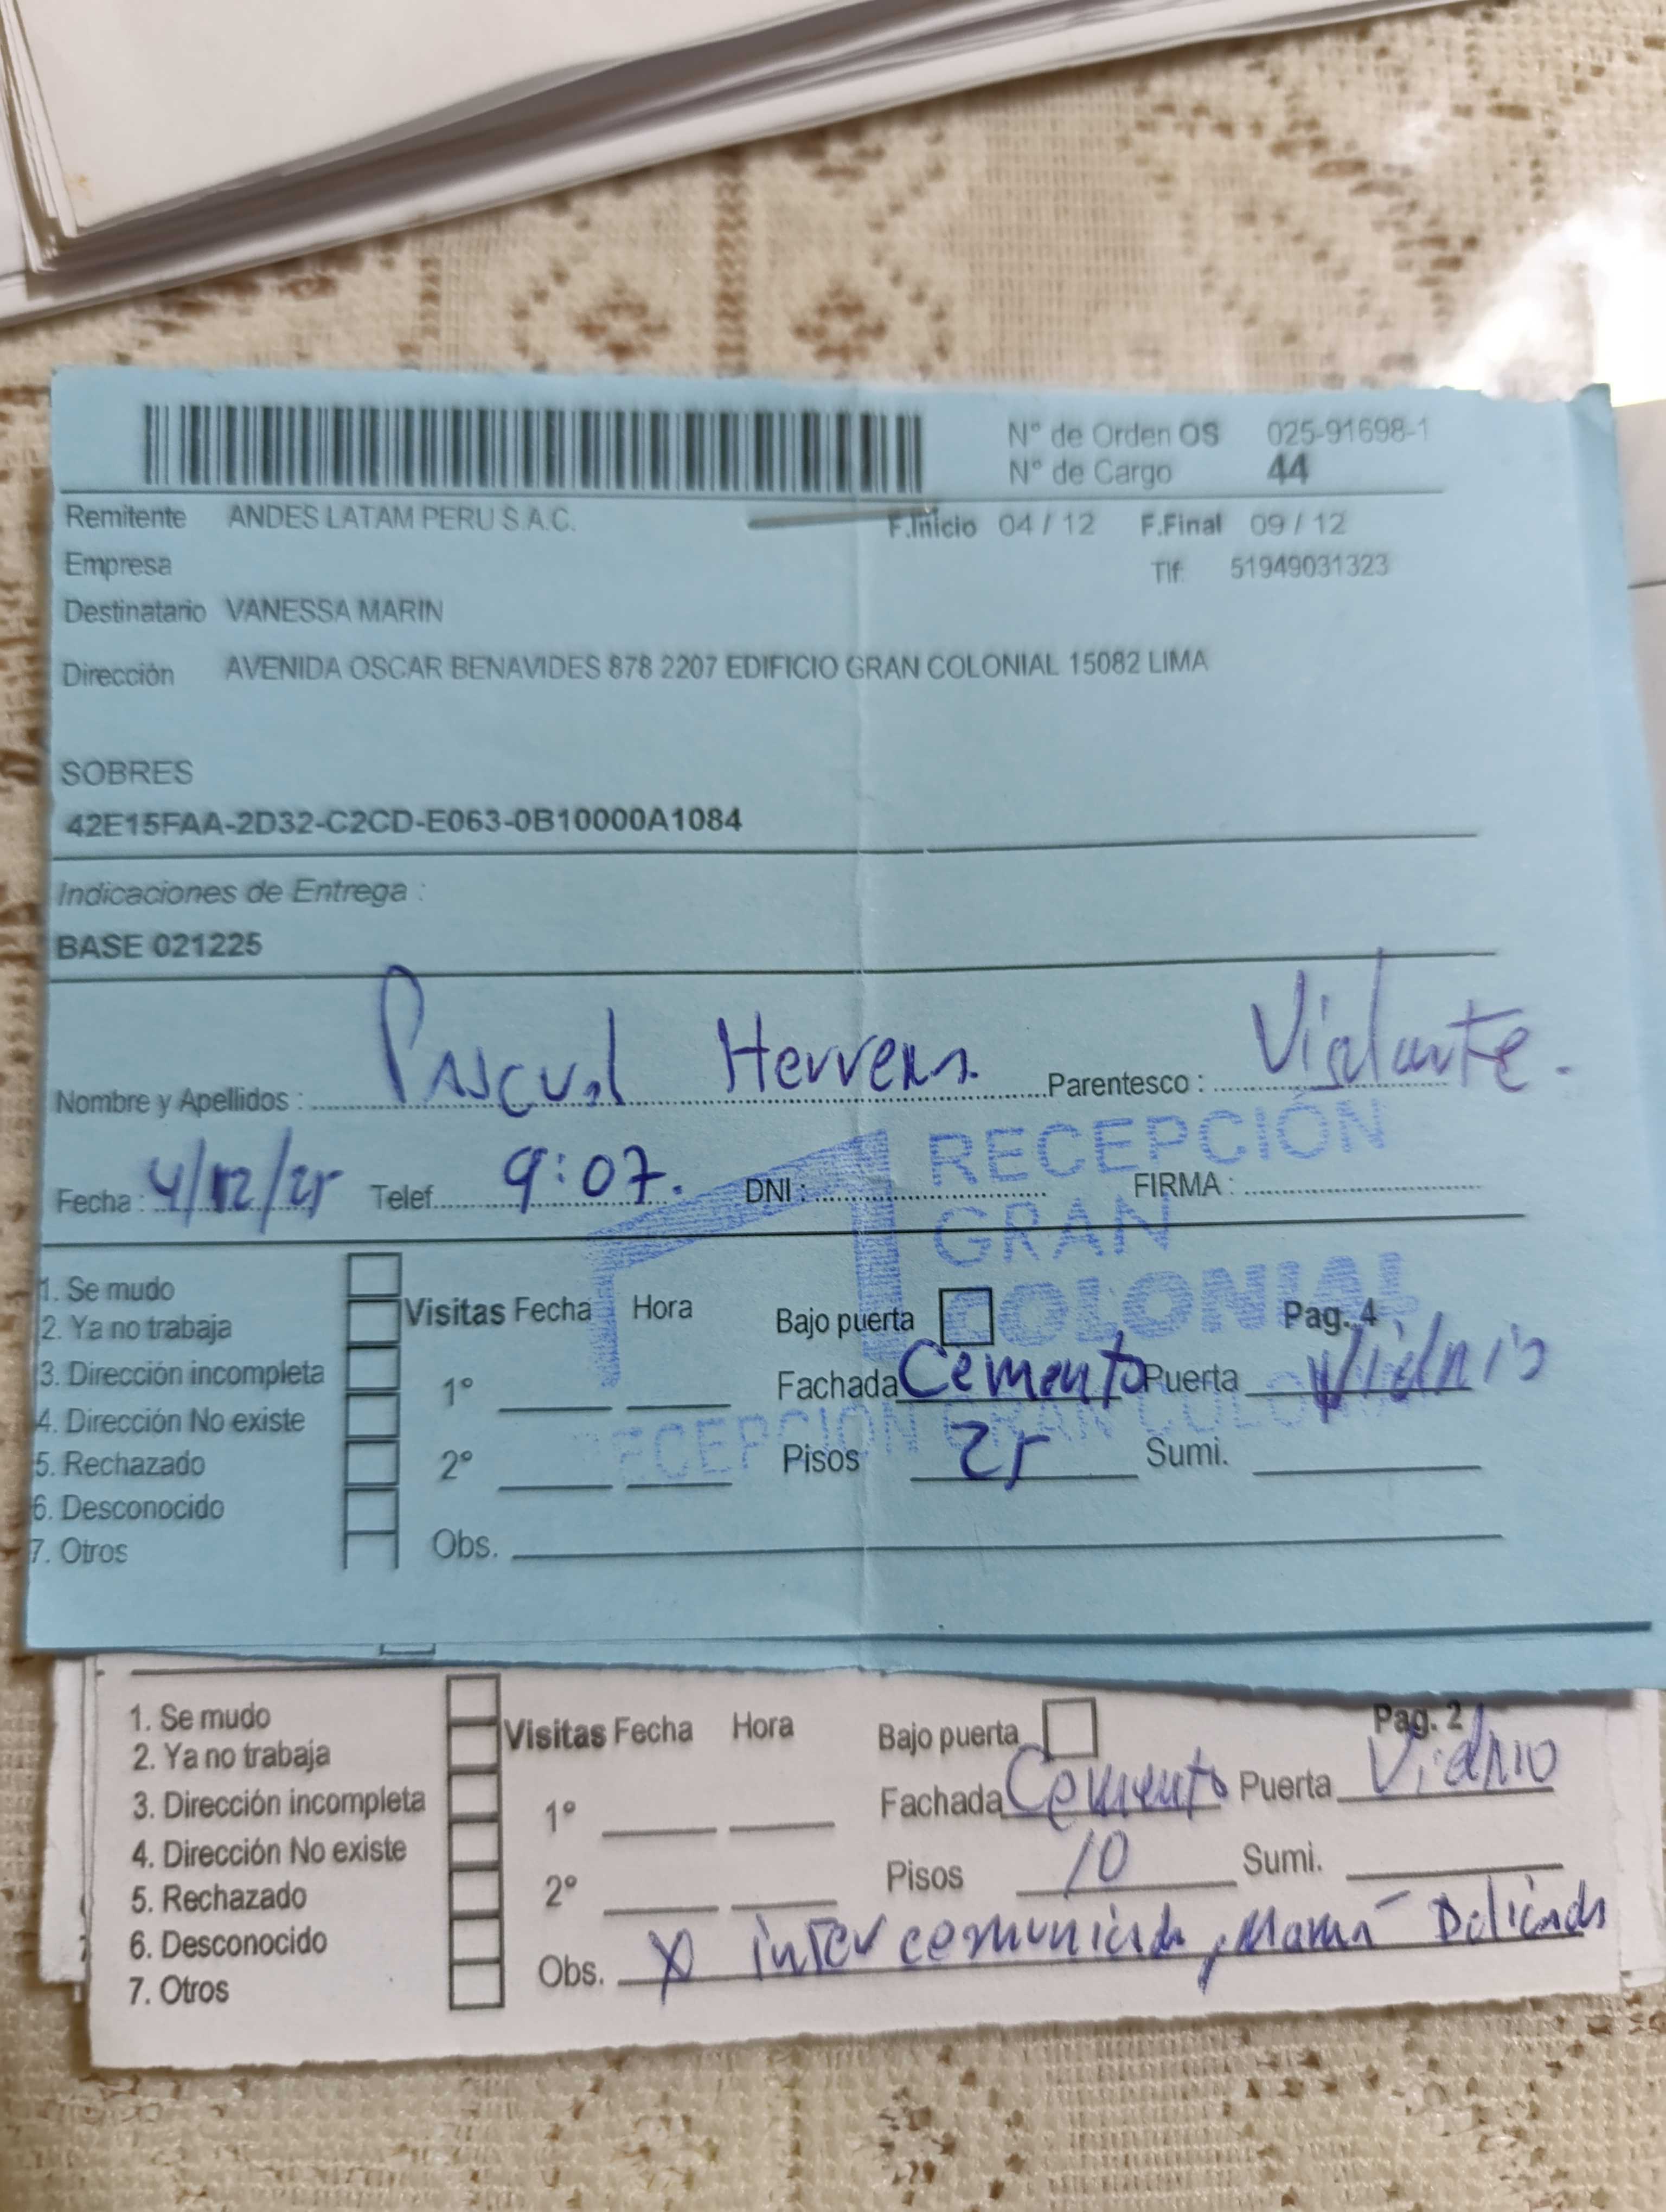 N° de Orden OS 025-91698-1
N° de Cargo 44
Remitente ANDES LATAM PERU S.A.C. F.Inicio 04 / 12 F.Final 09 / 12
Empresa Tlf. 51949031323
Destinatario VANESSA MARIN
Dirección AVENIDA OSCAR BENAVIDES 878 2207 EDIFICIO GRAN COLONIAL 15082 LIMA
SOBRES
42E15FAA-2D32-C2CD-E063-0B10000A1084
Indicaciones de Entrega :
BASE 021225
Nombre y Apellidos : Pascual Herrera Parentesco : Vigilante.
RECEPCIÓN
GRAN
COLONIAL
Fecha : 4/12/25 Telef. 9:07. DNI : FIRMA :
1. Se mudo
2. Ya no trabaja
3. Dirección incompleta
4. Dirección No existe
5. Rechazado
6. Desconocido
7. Otros
Visitas Fecha Hora
1°
2°
Bajo puerta Pag. 4
Fachada Cemento Puerta Vidrio
RECEPCIÓN GRAN COLONIAL
Pisos 25 Sumi.
Obs.
1. Se mudo
2. Ya no trabaja
3. Dirección incompleta
4. Dirección No existe
5. Rechazado
6. Desconocido
7. Otros
Visitas Fecha Hora
1°
2°
Bajo puerta Pag. 2
Fachada Cemento Puerta Vidrio
Pisos 10 Sumi.
Obs. X